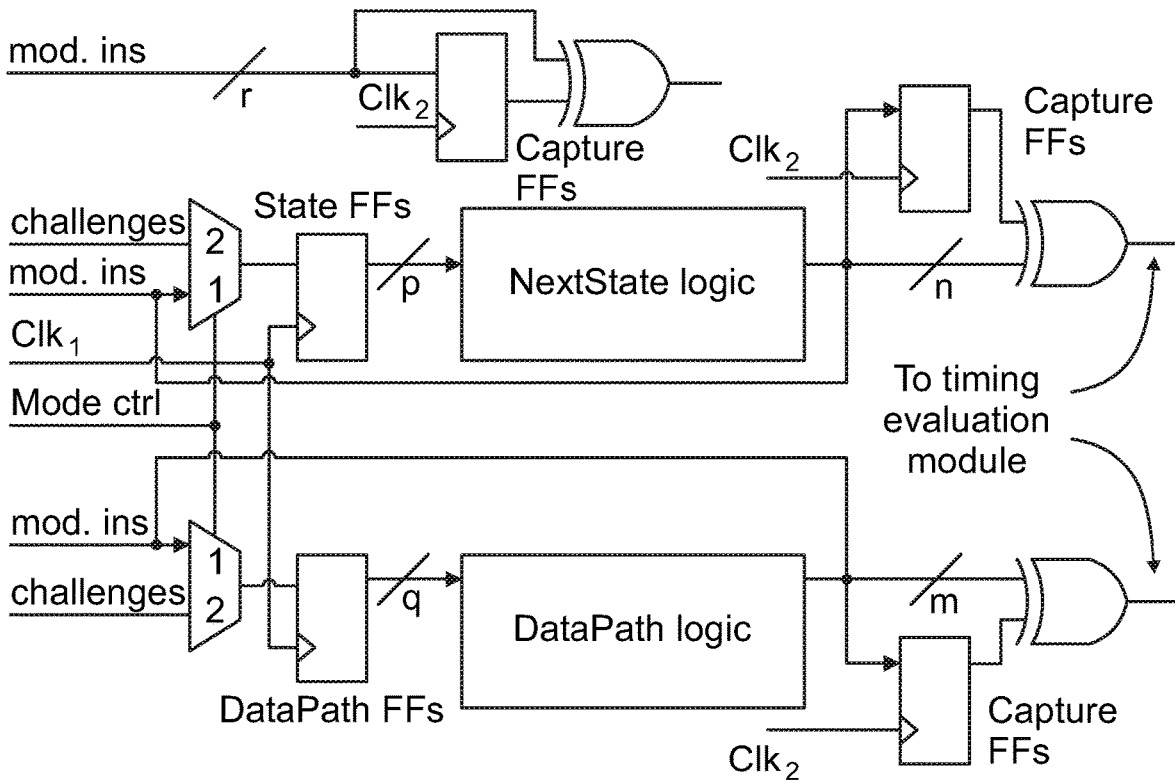 mod. ins
r
Clk2
Capture
FFs
Capture
FFs
Clk2
challenges
2
State FFs
mod. ins
1
p
NextState logic
n
Clk1
Mode ctrl
To timing
evaluation
module
mod. ins
1
challenges
2
q
DataPath logic
m
DataPath FFs
Clk2
Capture
FFs